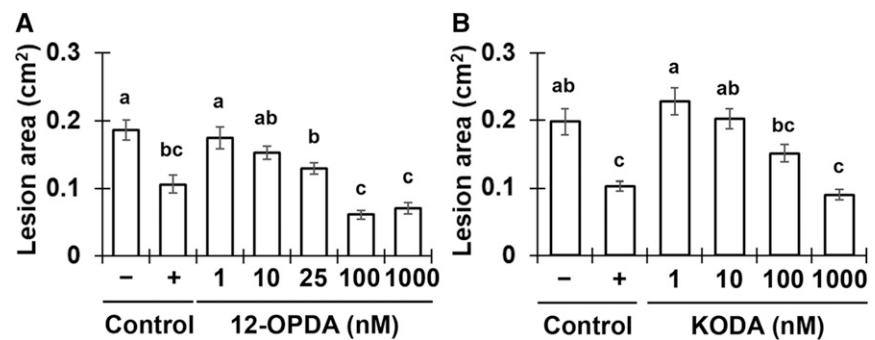 A
Lesion area (cm²)
0.3
0.2
0.1
0
a
bc
a
ab
b
c
c
− + 1 10 25 100 1000
Control 12-OPDA (nM)
B
Lesion area (cm²)
0.3
0.2
0.1
0
ab
c
a
ab
bc
c
− + 1 10 100 1000
Control KODA (nM)